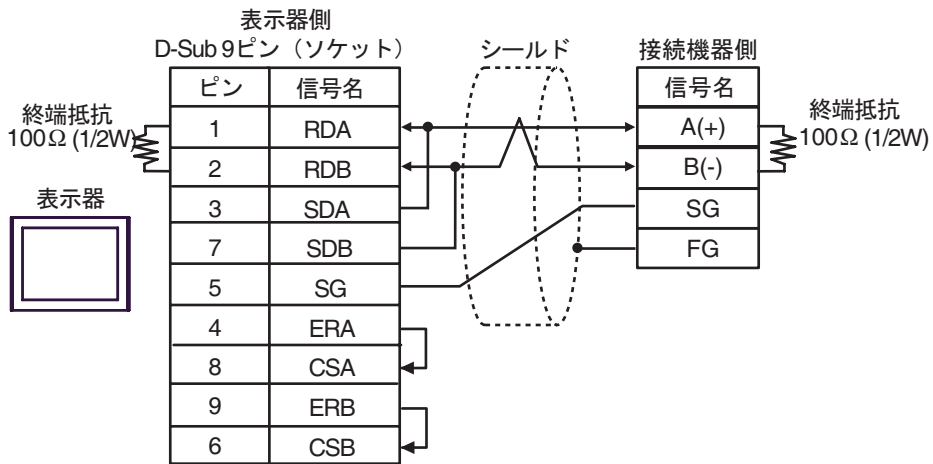 表示器側
D-Sub 9ピン（ソケット）
シールド
接続機器側
ピン 信号名
信号名
終端抵抗
100Ω (1/2W)
1 RDA
A(+)
終端抵抗
100Ω (1/2W)
2 RDB
B(-)
表示器
3 SDA
SG
7 SDB
FG
5 SG
4 ERA
8 CSA
9 ERB
6 CSB